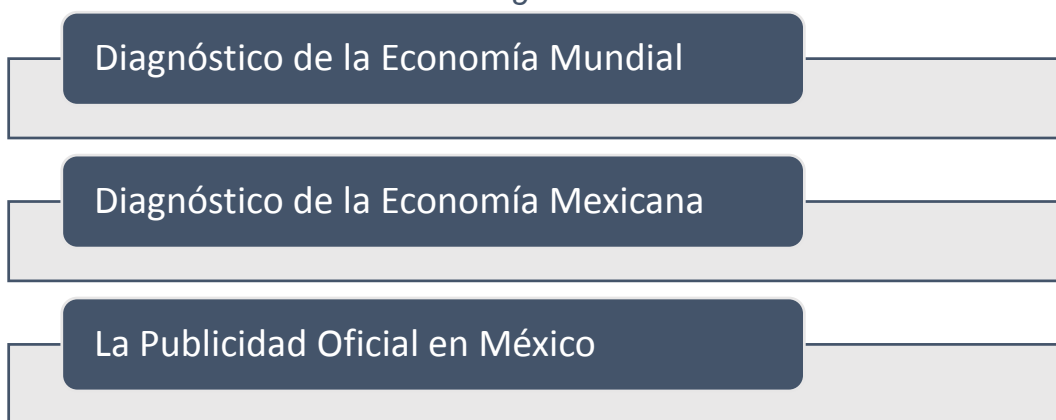 Diagnóstico de la Economía Mundial
Diagnóstico de la Economía Mexicana
La Publicidad Oficial en México